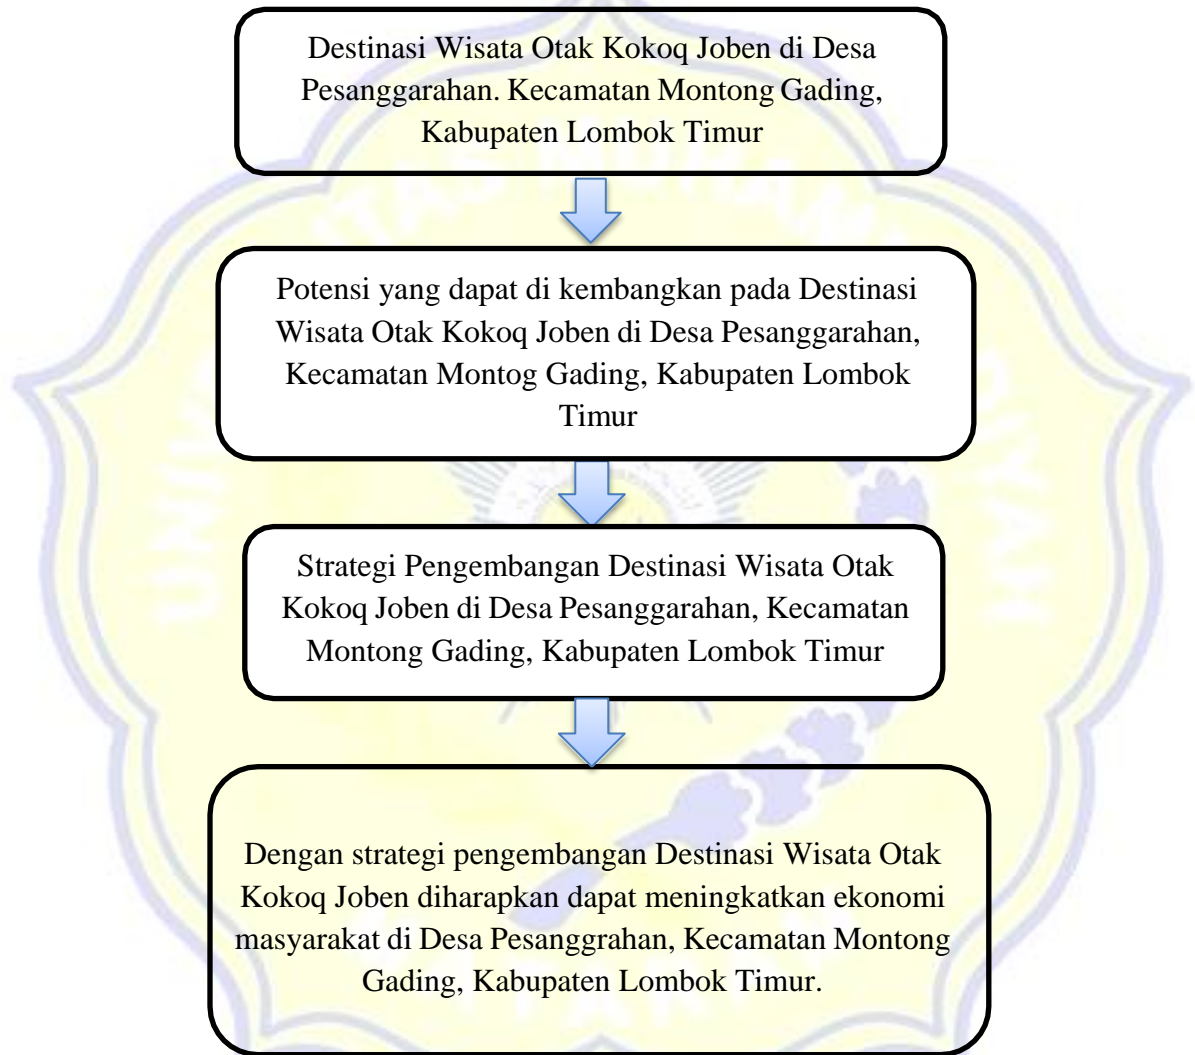 Destinasi Wisata Otak Kokoq Joben di Desa
Pesanggarahan. Kecamatan Montong Gading,
Kabupaten Lombok Timur
Potensi yang dapat di kembangkan pada Destinasi
Wisata Otak Kokoq Joben di Desa Pesanggarahan,
Kecamatan Montog Gading, Kabupaten Lombok
Timur
Strategi Pengembangan Destinasi Wisata Otak
Kokoq Joben di Desa Pesanggarahan, Kecamatan
Montong Gading, Kabupaten Lombok Timur
Dengan strategi pengembangan Destinasi Wisata Otak
Kokoq Joben diharapkan dapat meningkatkan ekonomi
masyarakat di Desa Pesanggrahan, Kecamatan Montong
Gading, Kabupaten Lombok Timur.